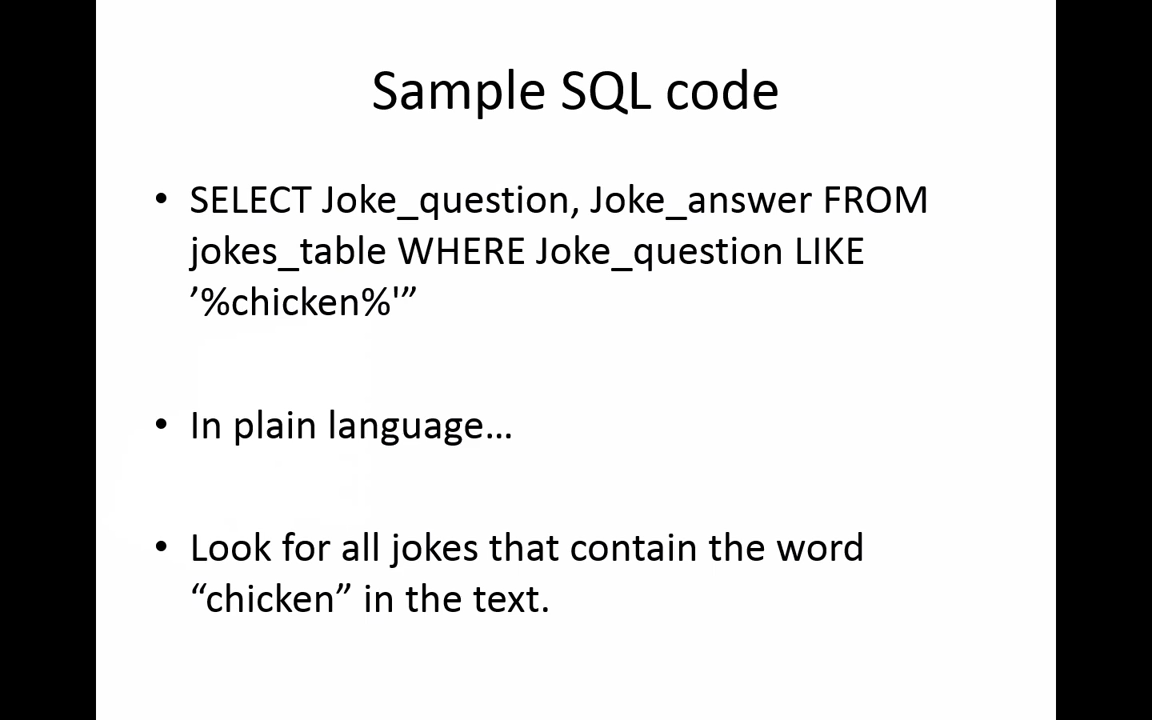 Sample SQL code
• SELECT Joke_question, Joke_answer FROM
jokes_table WHERE Joke_question LIKE
’%chicken%'”
• In plain language…
• Look for all jokes that contain the word
“chicken” in the text.